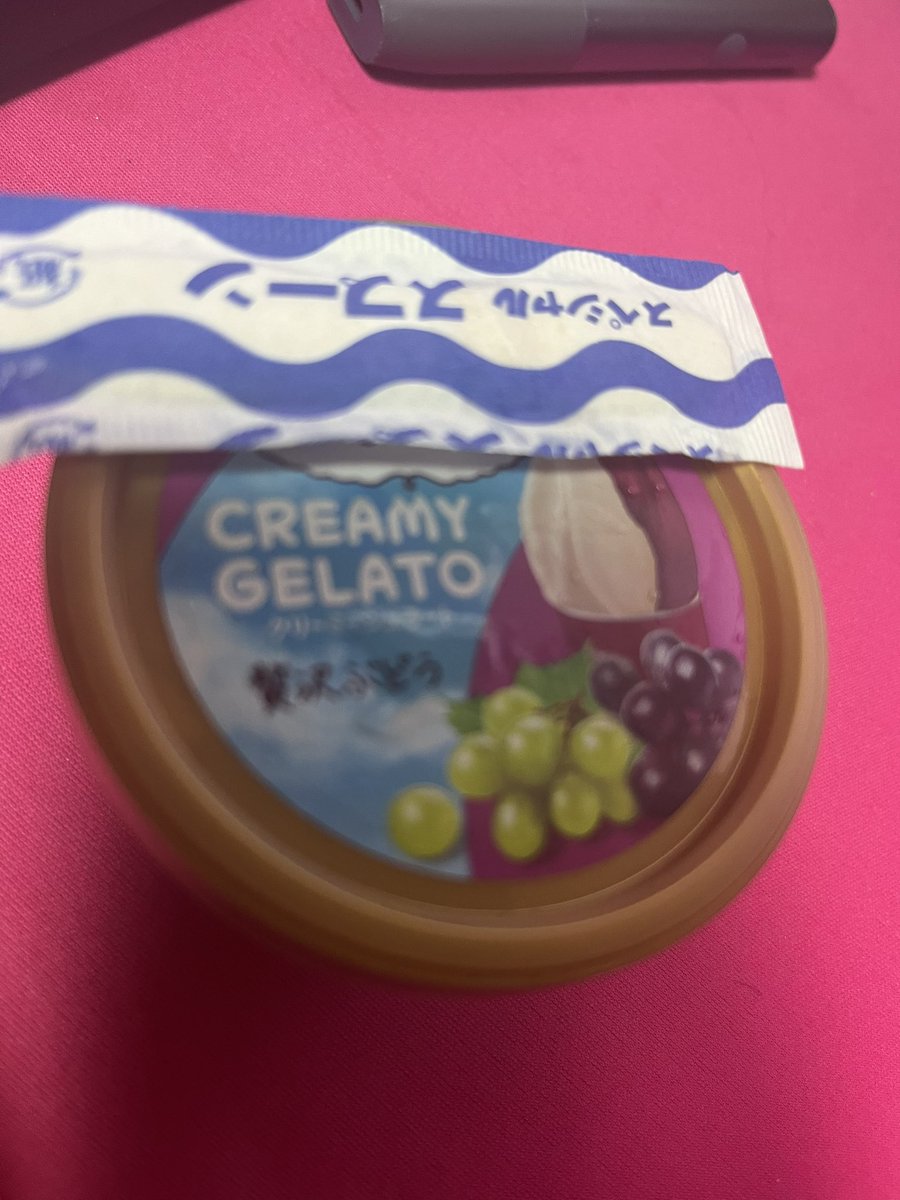 スペシャル スプーン
紙
CREAMY
GELATO
クリーミージェラート
贅沢ぶどう